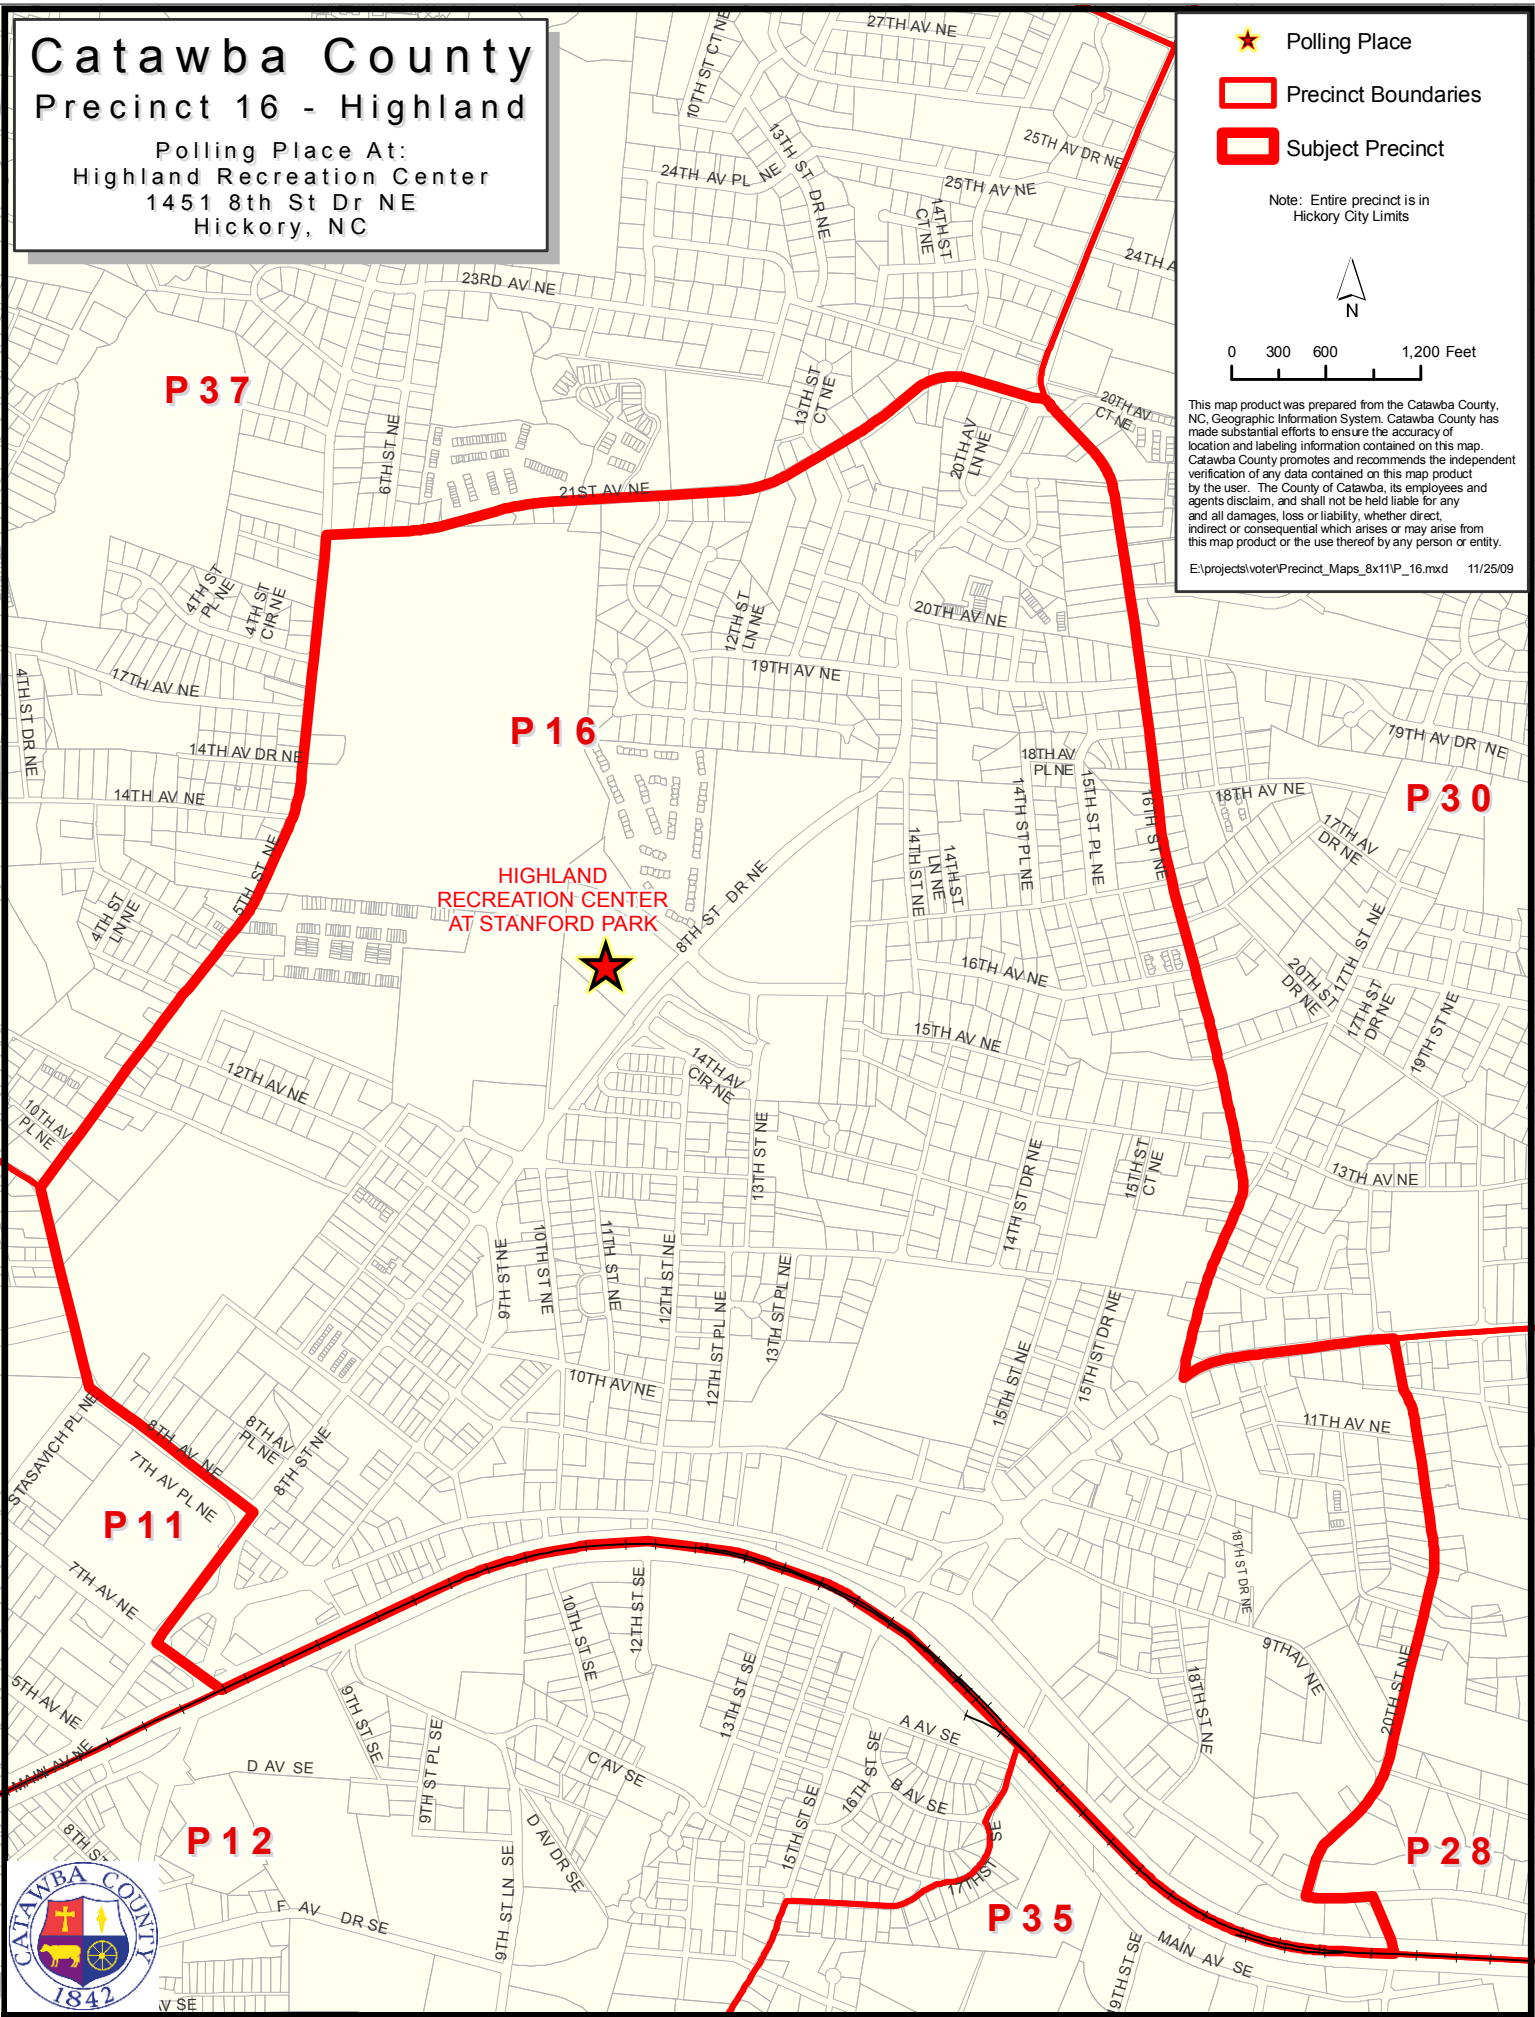 Catawba County
Precinct 16 - Highland
Polling Place At:
Highland Recreation Center
1451 8th St Dr NE
Hickory, NC
Polling Place
Precinct Boundaries
Subject Precinct
Note: Entire precinct is in
Hickory City Limits
N
0 300 600 1,200 Feet
This map product was prepared from the Catawba County,
NC, Geographic Information System. Catawba County has
made substantial efforts to ensure the accuracy of
location and labeling information contained on this map.
Catawba County promotes and recommends the independent
verification of any data contained on this map product
by the user. The County of Catawba, its employees and
agents disclaim, and shall not be held liable for any
and all damages, loss or liability, whether direct,
indirect or consequential which arises or may arise from
this map product or the use thereof by any person or entity.
E:\projects\voter\Precinct_Maps_8x11\P_16.mxd 11/25/09
27TH AV NE
10TH ST CT NE
13TH ST DR NE
25TH AV DR NE
24TH AV PL NE
25TH AV NE
14TH ST
CT NE
24TH A
23RD AV NE
P 37
13TH ST
CT NE
20TH AV
CT NE
20TH AV
LN NE
6TH ST NE
21ST AV NE
4TH ST
PL NE
4TH ST
CIR NE
12TH ST
LN NE
20TH AV NE
19TH AV NE
17TH AV NE
4TH ST DR NE
P 16
14TH AV DR NE
19TH AV DR NE
18TH AV
PL NE
14TH AV NE
14TH ST PL NE
15TH ST PL NE
16TH ST NE
18TH AV NE
P 30
17TH AV
DR NE
5TH ST NE
HIGHLAND
RECREATION CENTER
AT STANFORD PARK
8TH ST DR NE
14TH ST NE
14TH ST
LN NE
4TH ST
LN NE
16TH AV NE
17TH ST NE
20TH ST
DR NE
17TH ST
DR NE
19TH ST NE
15TH AV NE
14TH AV
CIR NE
12TH AV NE
10TH AV
PL NE
13TH ST NE
14TH ST DR NE
15TH ST
CT NE
13TH AV NE
9TH ST NE
10TH ST NE
11TH ST NE
12TH ST NE
12TH ST PL NE
13TH ST PL NE
15TH ST NE
15TH ST DR NE
10TH AV NE
11TH AV NE
STASAVICH PL NE
8TH AV NE
8TH AV
PL NE
8TH ST NE
7TH AV PL NE
P 11
7TH AV NE
18TH ST DR NE
10TH ST SE
12TH ST SE
13TH ST SE
9TH AV NE
18TH ST NE
20TH ST NE
5TH AV NE
MAIN AV NE
9TH ST SE
9TH ST PL SE
D AV SE
C AV SE
A AV SE
16TH ST SE
B AV SE
15TH ST SE
17TH ST SE
D AV DR SE
8TH ST
P 12
P 28
F AV DR SE
9TH ST LN SE
P 35
MAIN AV SE
19TH ST SE
V SE
CATAWBA COUNTY
1842